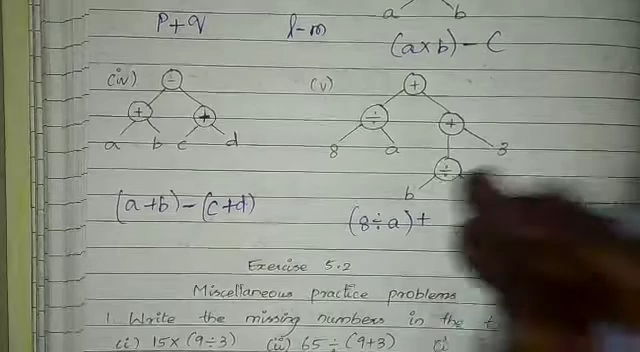 a b
P+q l-m (a×b)-c
(iv) - + + a b c d
(v) + ÷ + 8 a ÷ 3 b
(a+b)-(c+d) (8÷a)+
Exercise 5.2
Miscellaneous practice problems
1. Write the missing numbers in the t
(i) 15×(9÷3) (ii) 65÷(9+3) (i